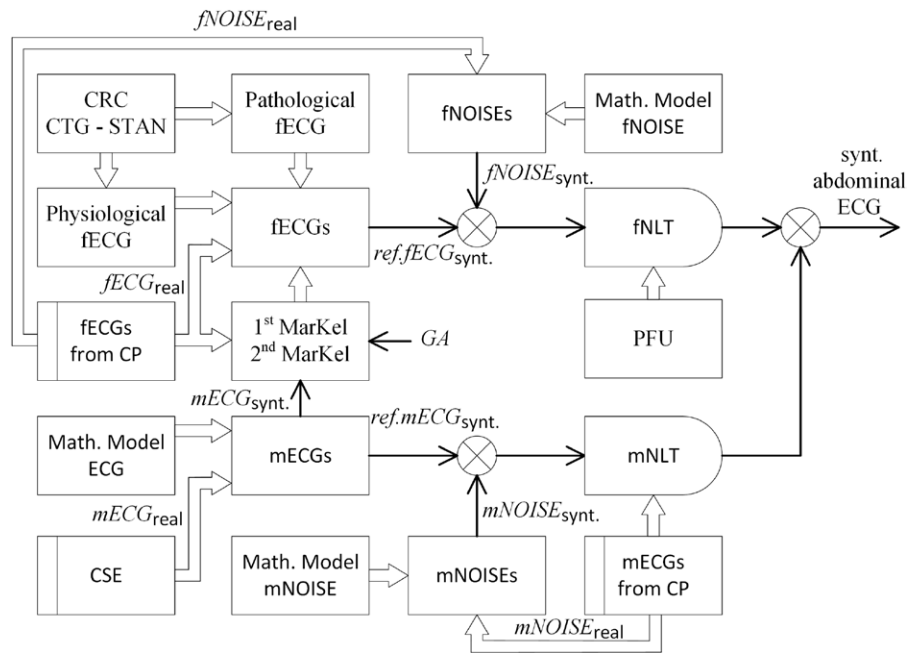 fNOISEreal
CRC
CTG - STAN
Pathological
fECG
fNOISEs
Math. Model
fNOISE
synt.
abdominal
ECG
fNOISEsynt.
Physiological
fECG
fECGs
fNLT
ref.fECGsynt.
fECGreal
fECGs
from CP
1st MarKel
2nd MarKel
GA
PFU
mECGsynt.
ref.mECGsynt.
Math. Model
ECG
mECGs
mNLT
mECGreal
mNOISEsynt.
CSE
Math. Model
mNOISE
mNOISEs
mECGs
from CP
mNOISEreal